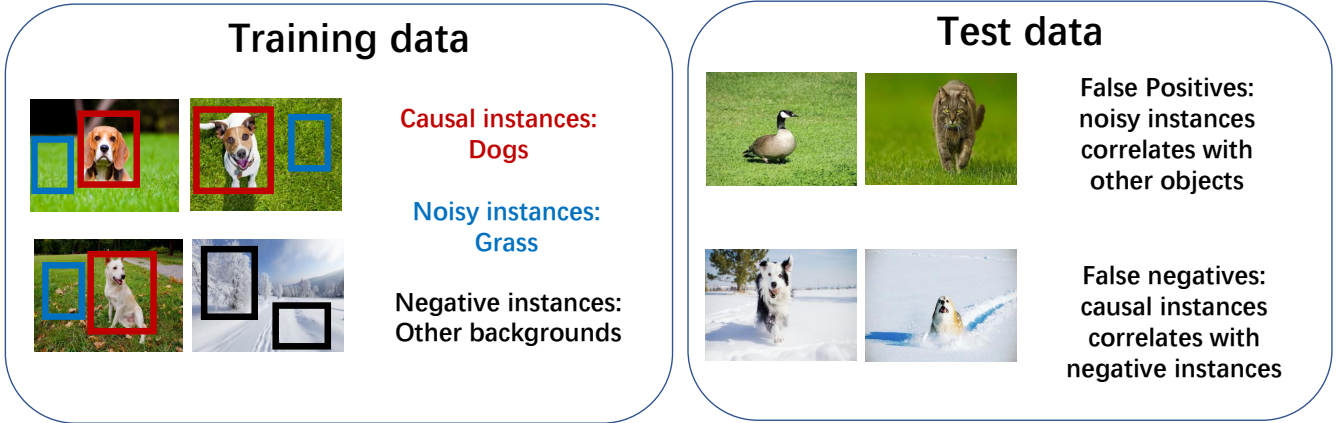 Training data
Causal instances:
Dogs
Noisy instances:
Grass
Negative instances:
Other backgrounds
Test data
False Positives:
noisy instances
correlates with
other objects
False negatives:
causal instances
correlates with
negative instances